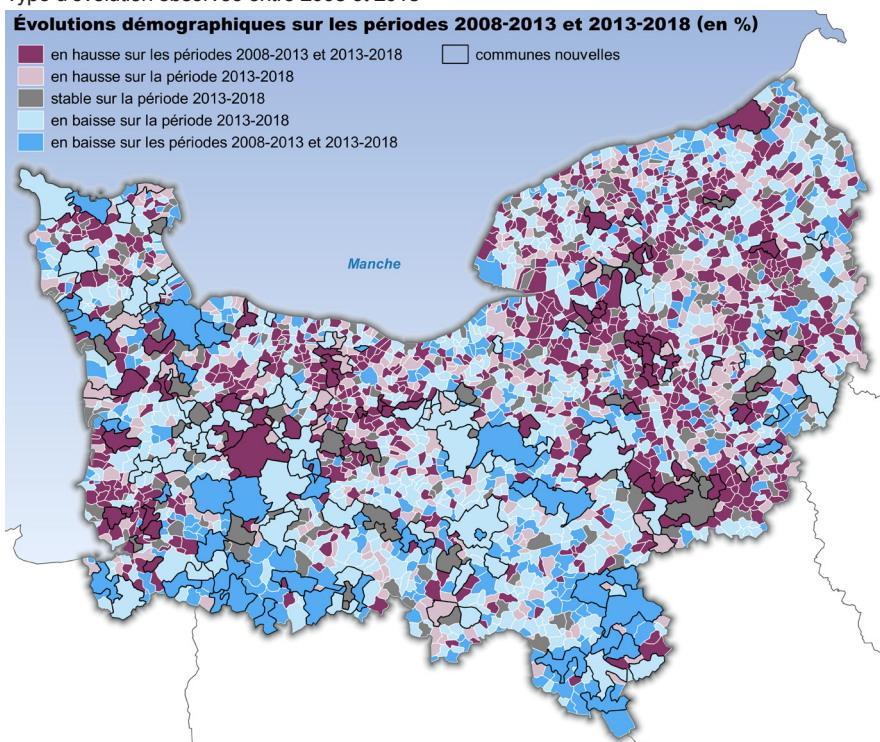 Évolutions démographiques sur les périodes 2008-2013 et 2013-2018 (en %)
en hausse sur les périodes 2008-2013 et 2013-2018
communes nouvelles
en hausse sur la période 2013-2018
stable sur la période 2013-2018
en baisse sur la période 2013-2018
en baisse sur les périodes 2008-2013 et 2013-2018
Manche